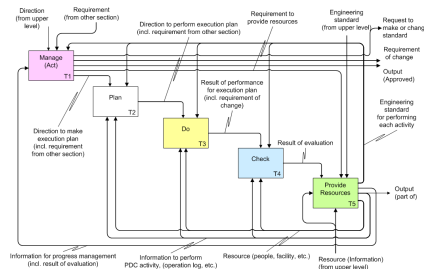 Direction
(from upper
level)
Requirement
(from other section)
Direction to perform execution plan
(incl. requirement from other section)
Requirement to
provide resources
Engineering
standard
(from upper level)
Request to
make or change
standard
Requirement
of change
Output
(Approved)
Manage
(Act)
T1
Plan
T2
Result of performance
for execution plan
(incl. requirement of
change)
Engineering
standard
for performing
each activity
Direction to make
execution plan
(incl. requirement
from other section)
Do
T3
Result of evaluation
Check
T4
Provide
Resources
T5
Output
(part of)
Information for progress management
(incl. result of evaluation)
Information to perform
PDC activity, (operation log, etc.)
Resource (people, facility, etc.)
Resource (Information)
(from upper level)